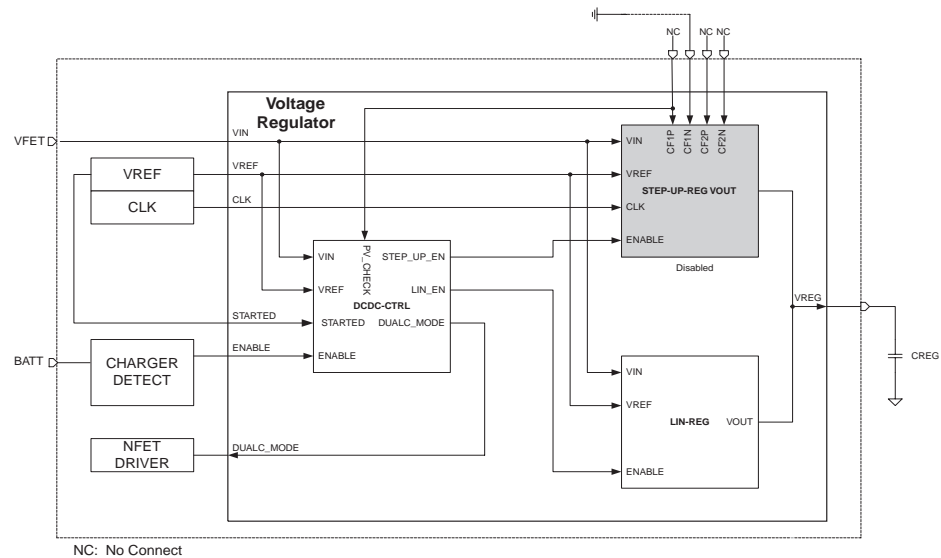 NC
NC NC
Voltage
Regulator
VFET
VIN
VREF
VREF
CLK
CLK
CF1P
CF1N
CF2P
CF2N
VIN
VREF
STEP-UP-REG VOUT
CLK
ENABLE
Disabled
PV_CHECK
VIN
STEP_UP_EN
VREF
LIN_EN
DCDC-CTRL
STARTED
STARTED
DUALC_MODE
ENABLE
ENABLE
BATT
CHARGER
DETECT
VREG
CREG
VIN
VREF
LIN-REG
VOUT
ENABLE
NFET
DRIVER
DUALC_MODE
NC: No Connect